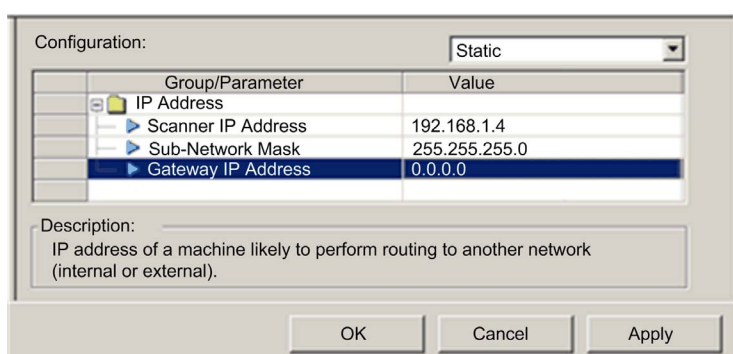 Configuration: Static
Group/Parameter Value
IP Address
Scanner IP Address 192.168.1.4
Sub-Network Mask 255.255.255.0
Gateway IP Address 0.0.0.0
Description:
IP address of a machine likely to perform routing to another network
(internal or external).
OK Cancel Apply